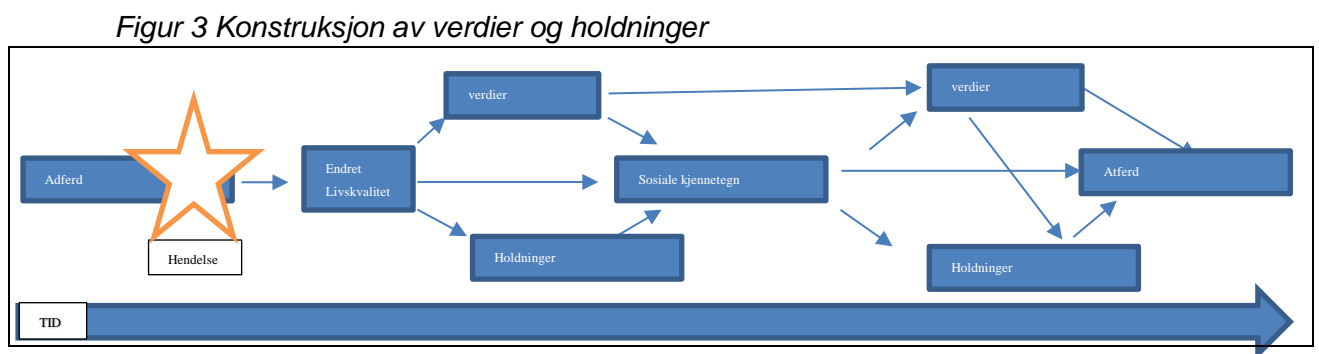 Figur 3 Konstruksjon av verdier og holdninger
verdier
verdier
Adferd
Endret
Livskvalitet
Sosiale kjennetegn
Atferd
Hendelse
Holdninger
Holdninger
TID